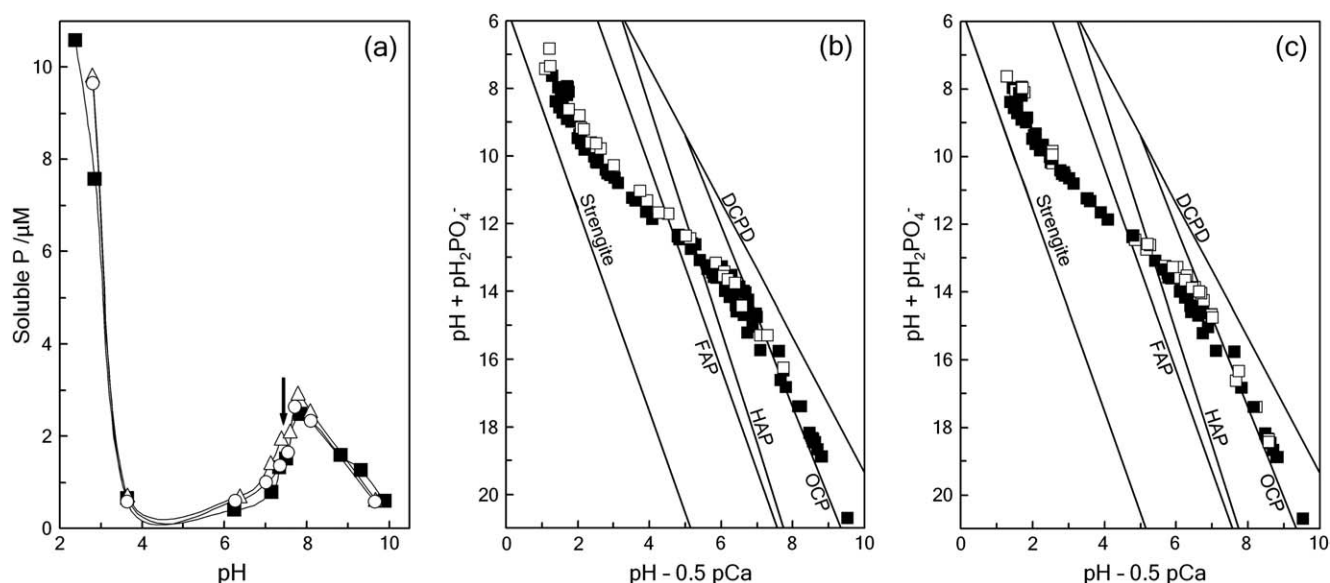 (a)
10
8
6
4
2
0
Soluble P /μM
2 4 6 8 10
pH
(b)
6
8
10
12
14
16
18
20
pH + pH₂PO₄⁻
Strengite
FAP
HAP
OCP
DCPD
0 2 4 6 8 10
pH – 0.5 pCa
(c)
6
8
10
12
14
16
18
20
pH + pH₂PO₄⁻
Strengite
FAP
HAP
OCP
DCPD
0 2 4 6 8 10
pH – 0.5 pCa